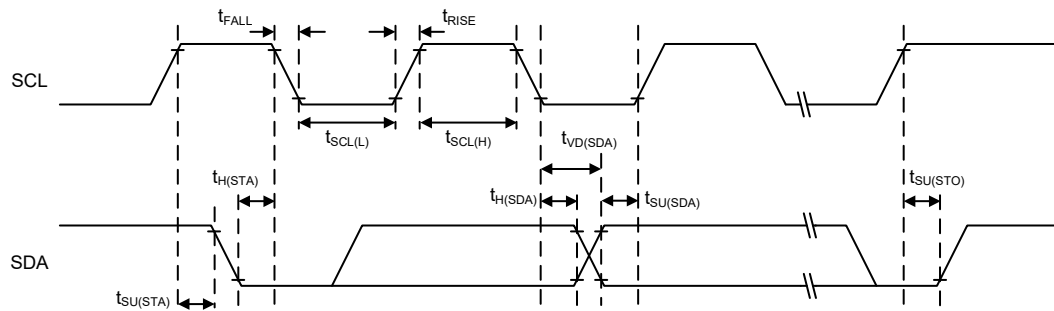 tFALL
tRISE
SCL
tSCL(L)
tSCL(H)
tVD(SDA)
tH(STA)
tH(SDA)
tSU(SDA)
tSU(STO)
SDA
tSU(STA)